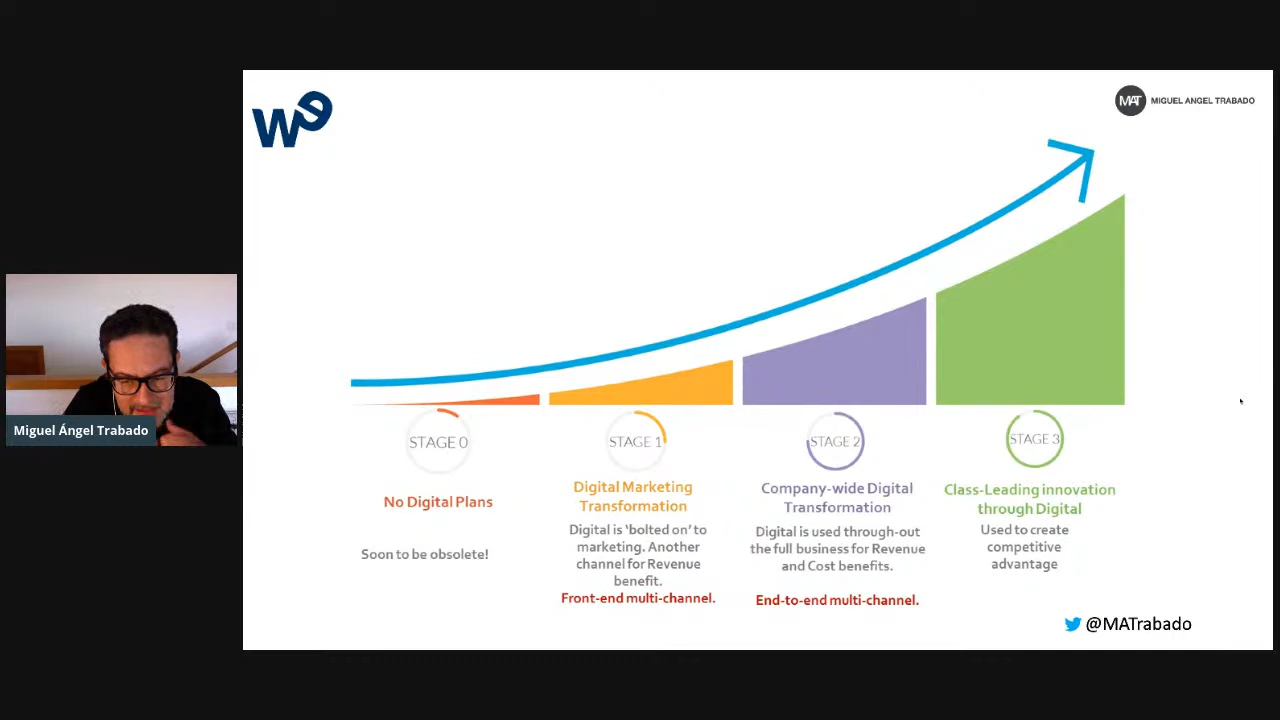 we
MAT MIGUEL ANGEL TRABADO
Miguel Ángel Trabado
STAGE 0
No Digital Plans
Soon to be obsolete!
STAGE 1
Digital Marketing
Transformation
Digital is ‘bolted on’ to
marketing. Another
channel for Revenue
benefit.
Front-end multi-channel.
STAGE 2
Company-wide Digital
Transformation
Digital is used through-out
the full business for Revenue
and Cost benefits.
End-to-end multi-channel.
STAGE 3
Class-Leading innovation
through Digital
Used to create
competitive
advantage
@MATrabado